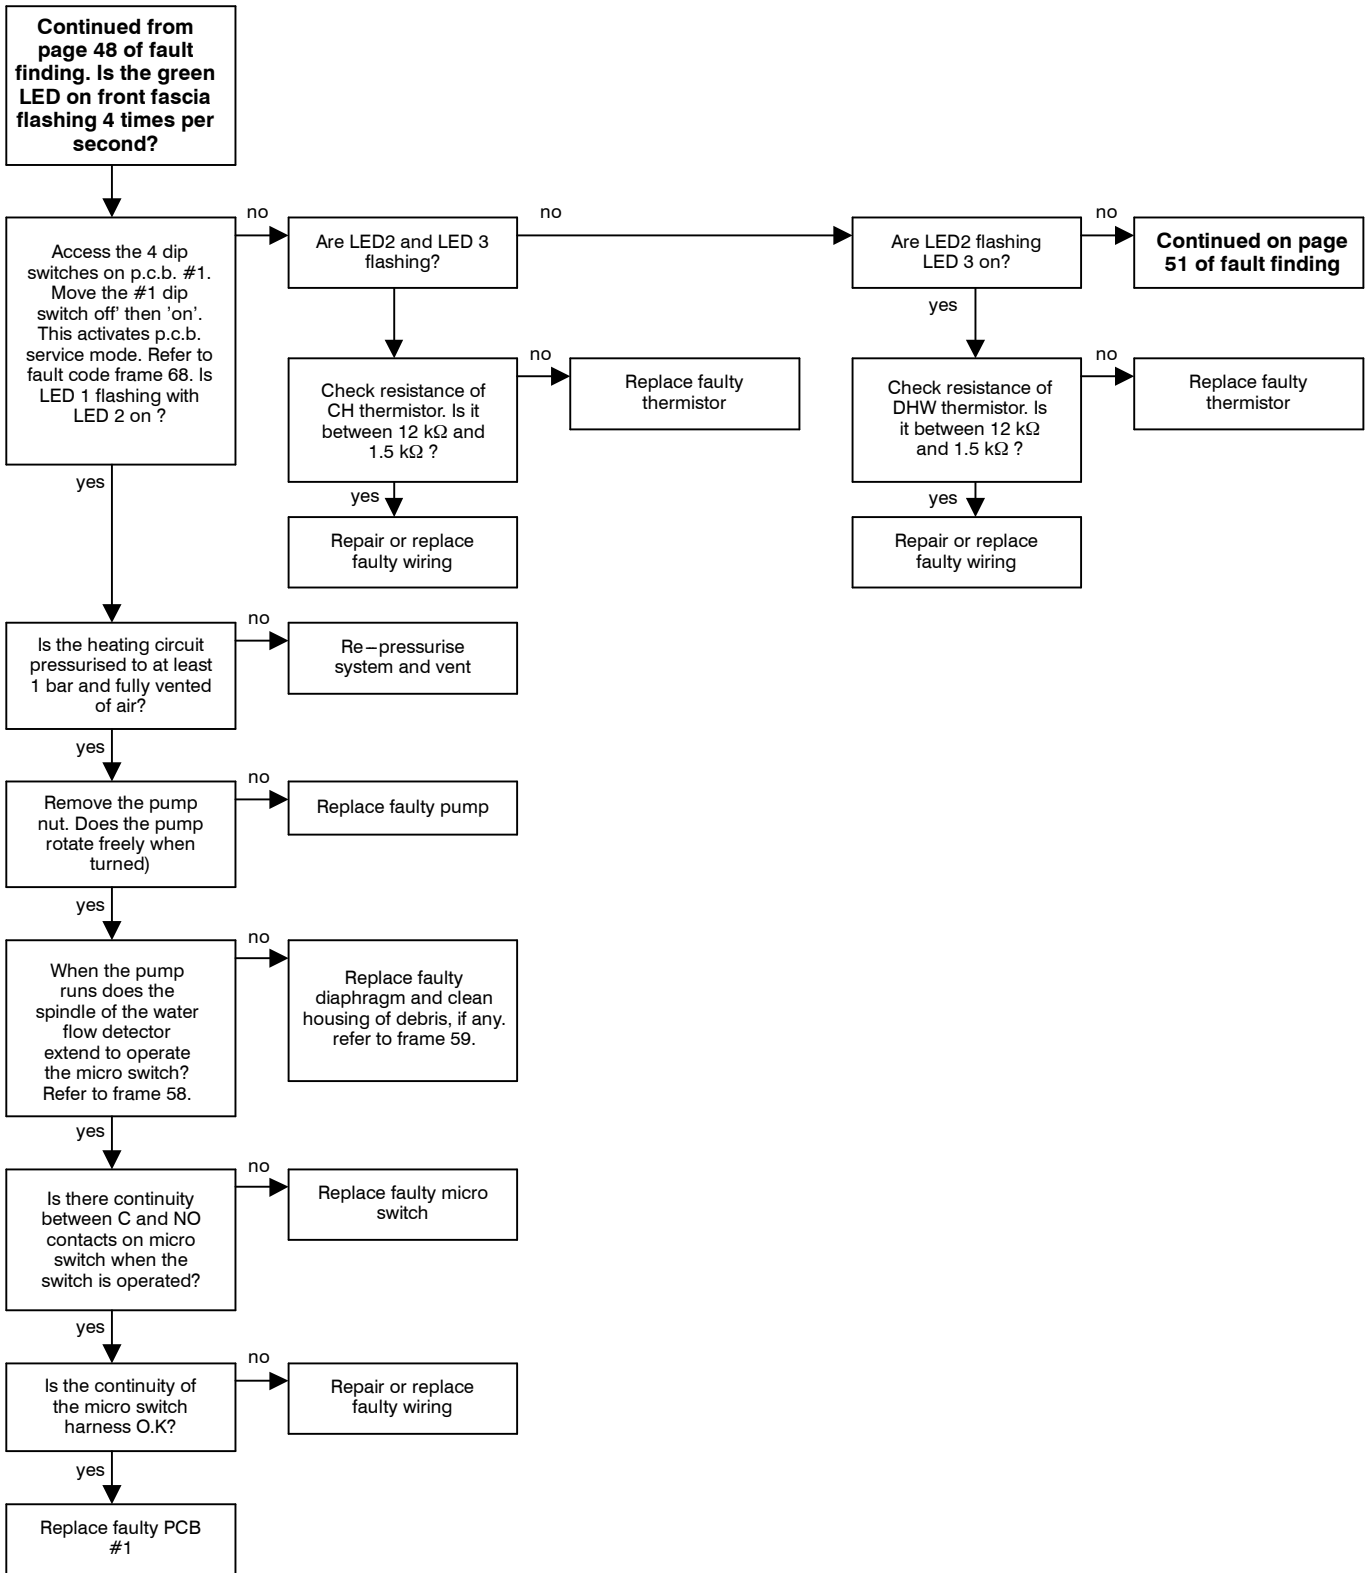 Continued from
page 48 of fault
finding. Is the green
LED on front fascia
flashing 4 times per
second?
Access the 4 dip
switches on p.c.b. #1.
Move the #1 dip
switch off' then 'on'.
This activates p.c.b.
service mode. Refer to
fault code frame 68. Is
LED 1 flashing with
LED 2 on ?
no
Are LED2 and LED 3
flashing?
no
Are LED2 flashing
LED 3 on?
no
Continued on page
51 of fault finding
Check resistance of
CH thermistor. Is it
between 12 kΩ and
1.5 kΩ ?
no
Replace faulty
thermistor
yes
Repair or replace
faulty wiring
yes
Check resistance of
DHW thermistor. Is
it between 12 kΩ
and 1.5 kΩ ?
no
Replace faulty
thermistor
yes
Repair or replace
faulty wiring
yes
Is the heating circuit
pressurised to at least
1 bar and fully vented
of air?
no
Re-pressurise
system and vent
yes
Remove the pump
nut. Does the pump
rotate freely when
turned)
no
Replace faulty pump
yes
When the pump
runs does the
spindle of the water
flow detector
extend to operate
the micro switch?
Refer to frame 58.
no
Replace faulty
diaphragm and clean
housing of debris, if any.
refer to frame 59.
yes
Is there continuity
between C and NO
contacts on micro
switch when the
switch is operated?
no
Replace faulty micro
switch
yes
Is the continuity of
the micro switch
harness O.K?
no
Repair or replace
faulty wiring
yes
Replace faulty PCB
#1